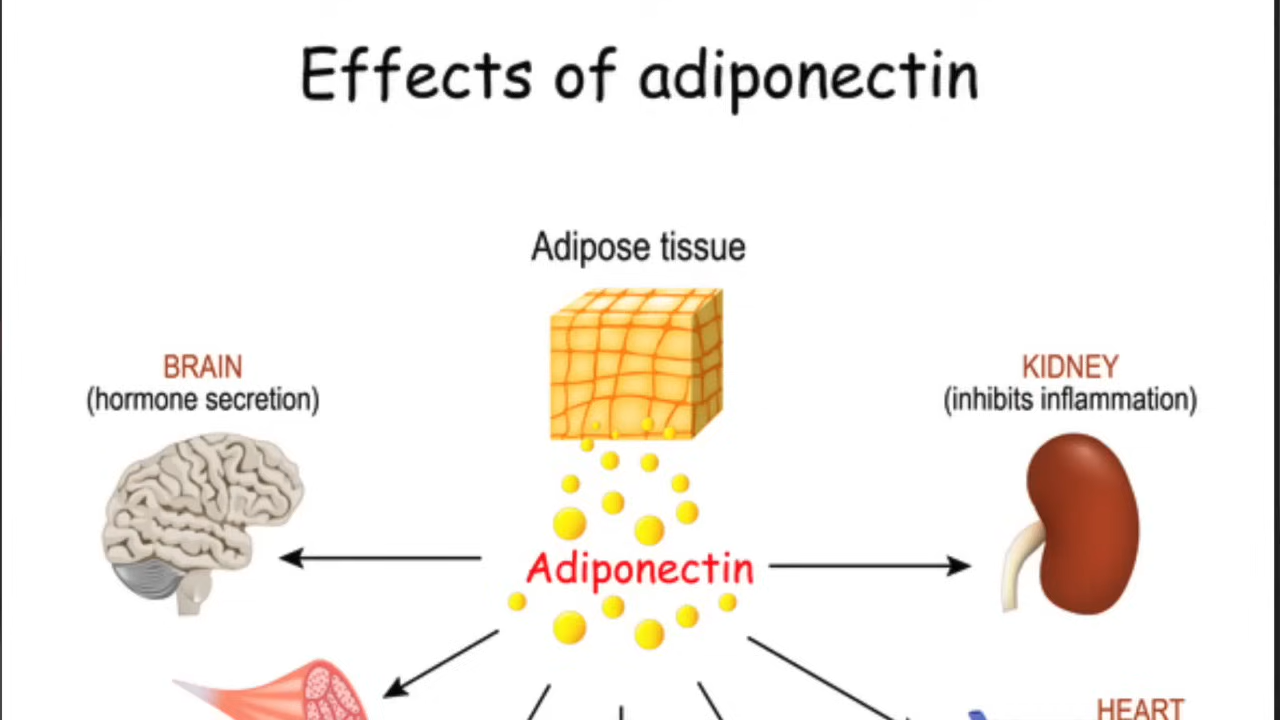 Effects of adiponectin
Adipose tissue
BRAIN
(hormone secretion)
KIDNEY
(inhibits inflammation)
Adiponectin
HEART